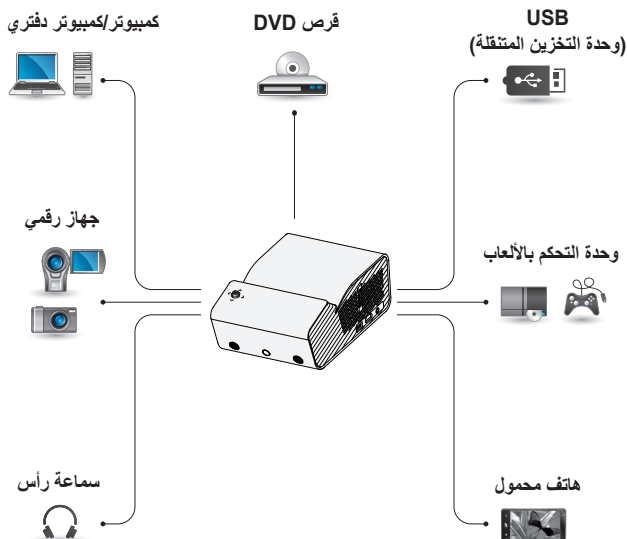 USB
(وحدة التخزين المتنقلة)
قرص DVD
كمبيوتر/كمبيوتر دفتري
وحدة التحكم بالألعاب
جهاز رقمي
هاتف محمول
سماعة رأس